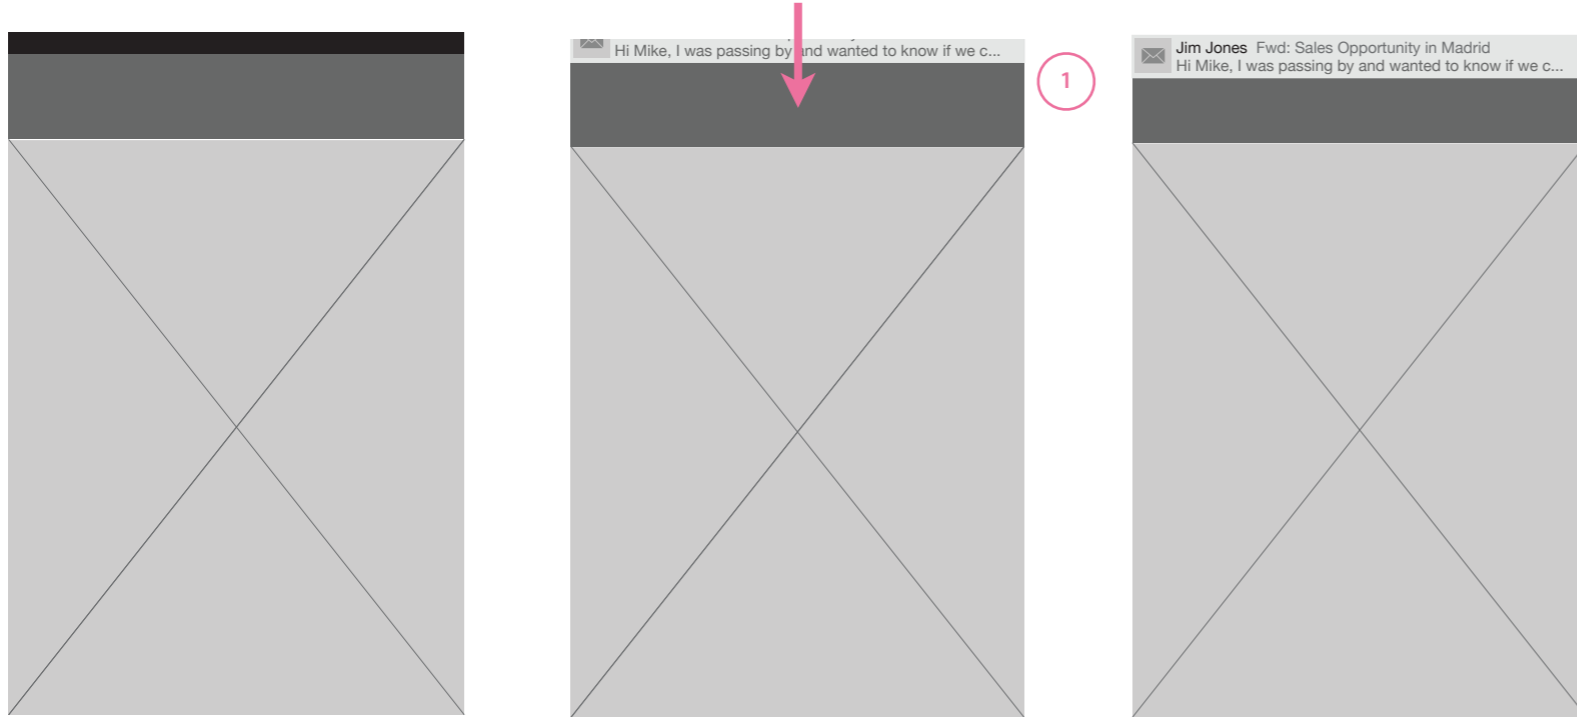 Hi Mike, I was passing by and wanted to know if we c...
1
Jim Jones Fwd: Sales Opportunity in Madrid
Hi Mike, I was passing by and wanted to know if we c...